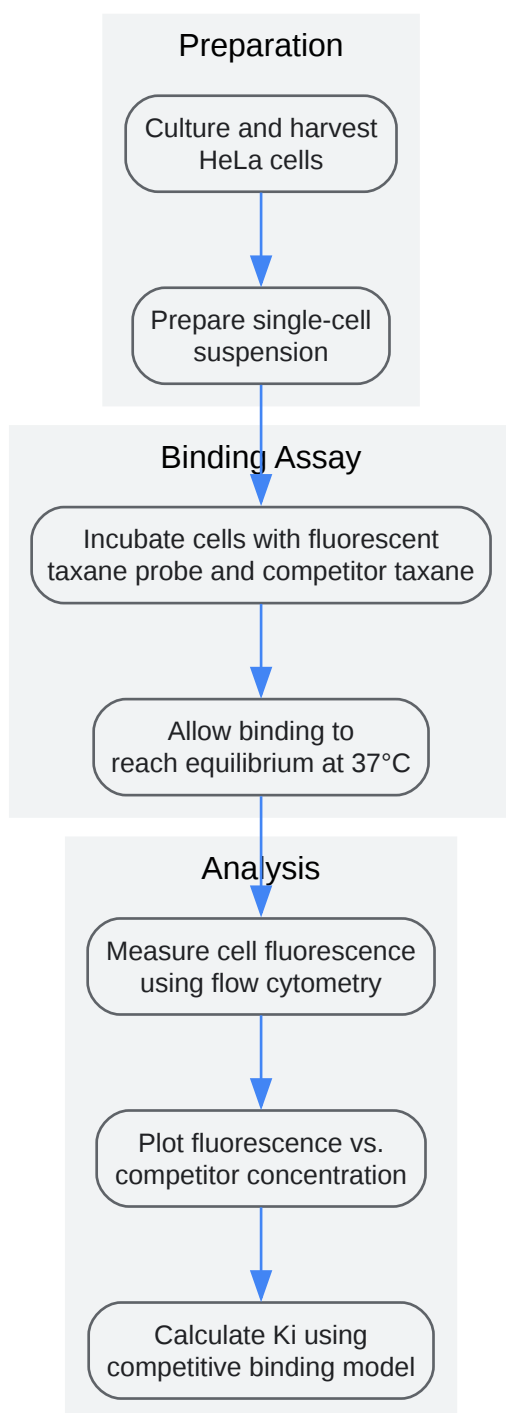 Preparation
Culture and harvest
HeLa cells
Prepare single-cell
suspension
Binding Assay
Incubate cells with fluorescent
taxane probe and competitor taxane
Allow binding to
reach equilibrium at 37°C
Analysis
Measure cell fluorescence
using flow cytometry
Plot fluorescence vs.
competitor concentration
Calculate Ki using
competitive binding model